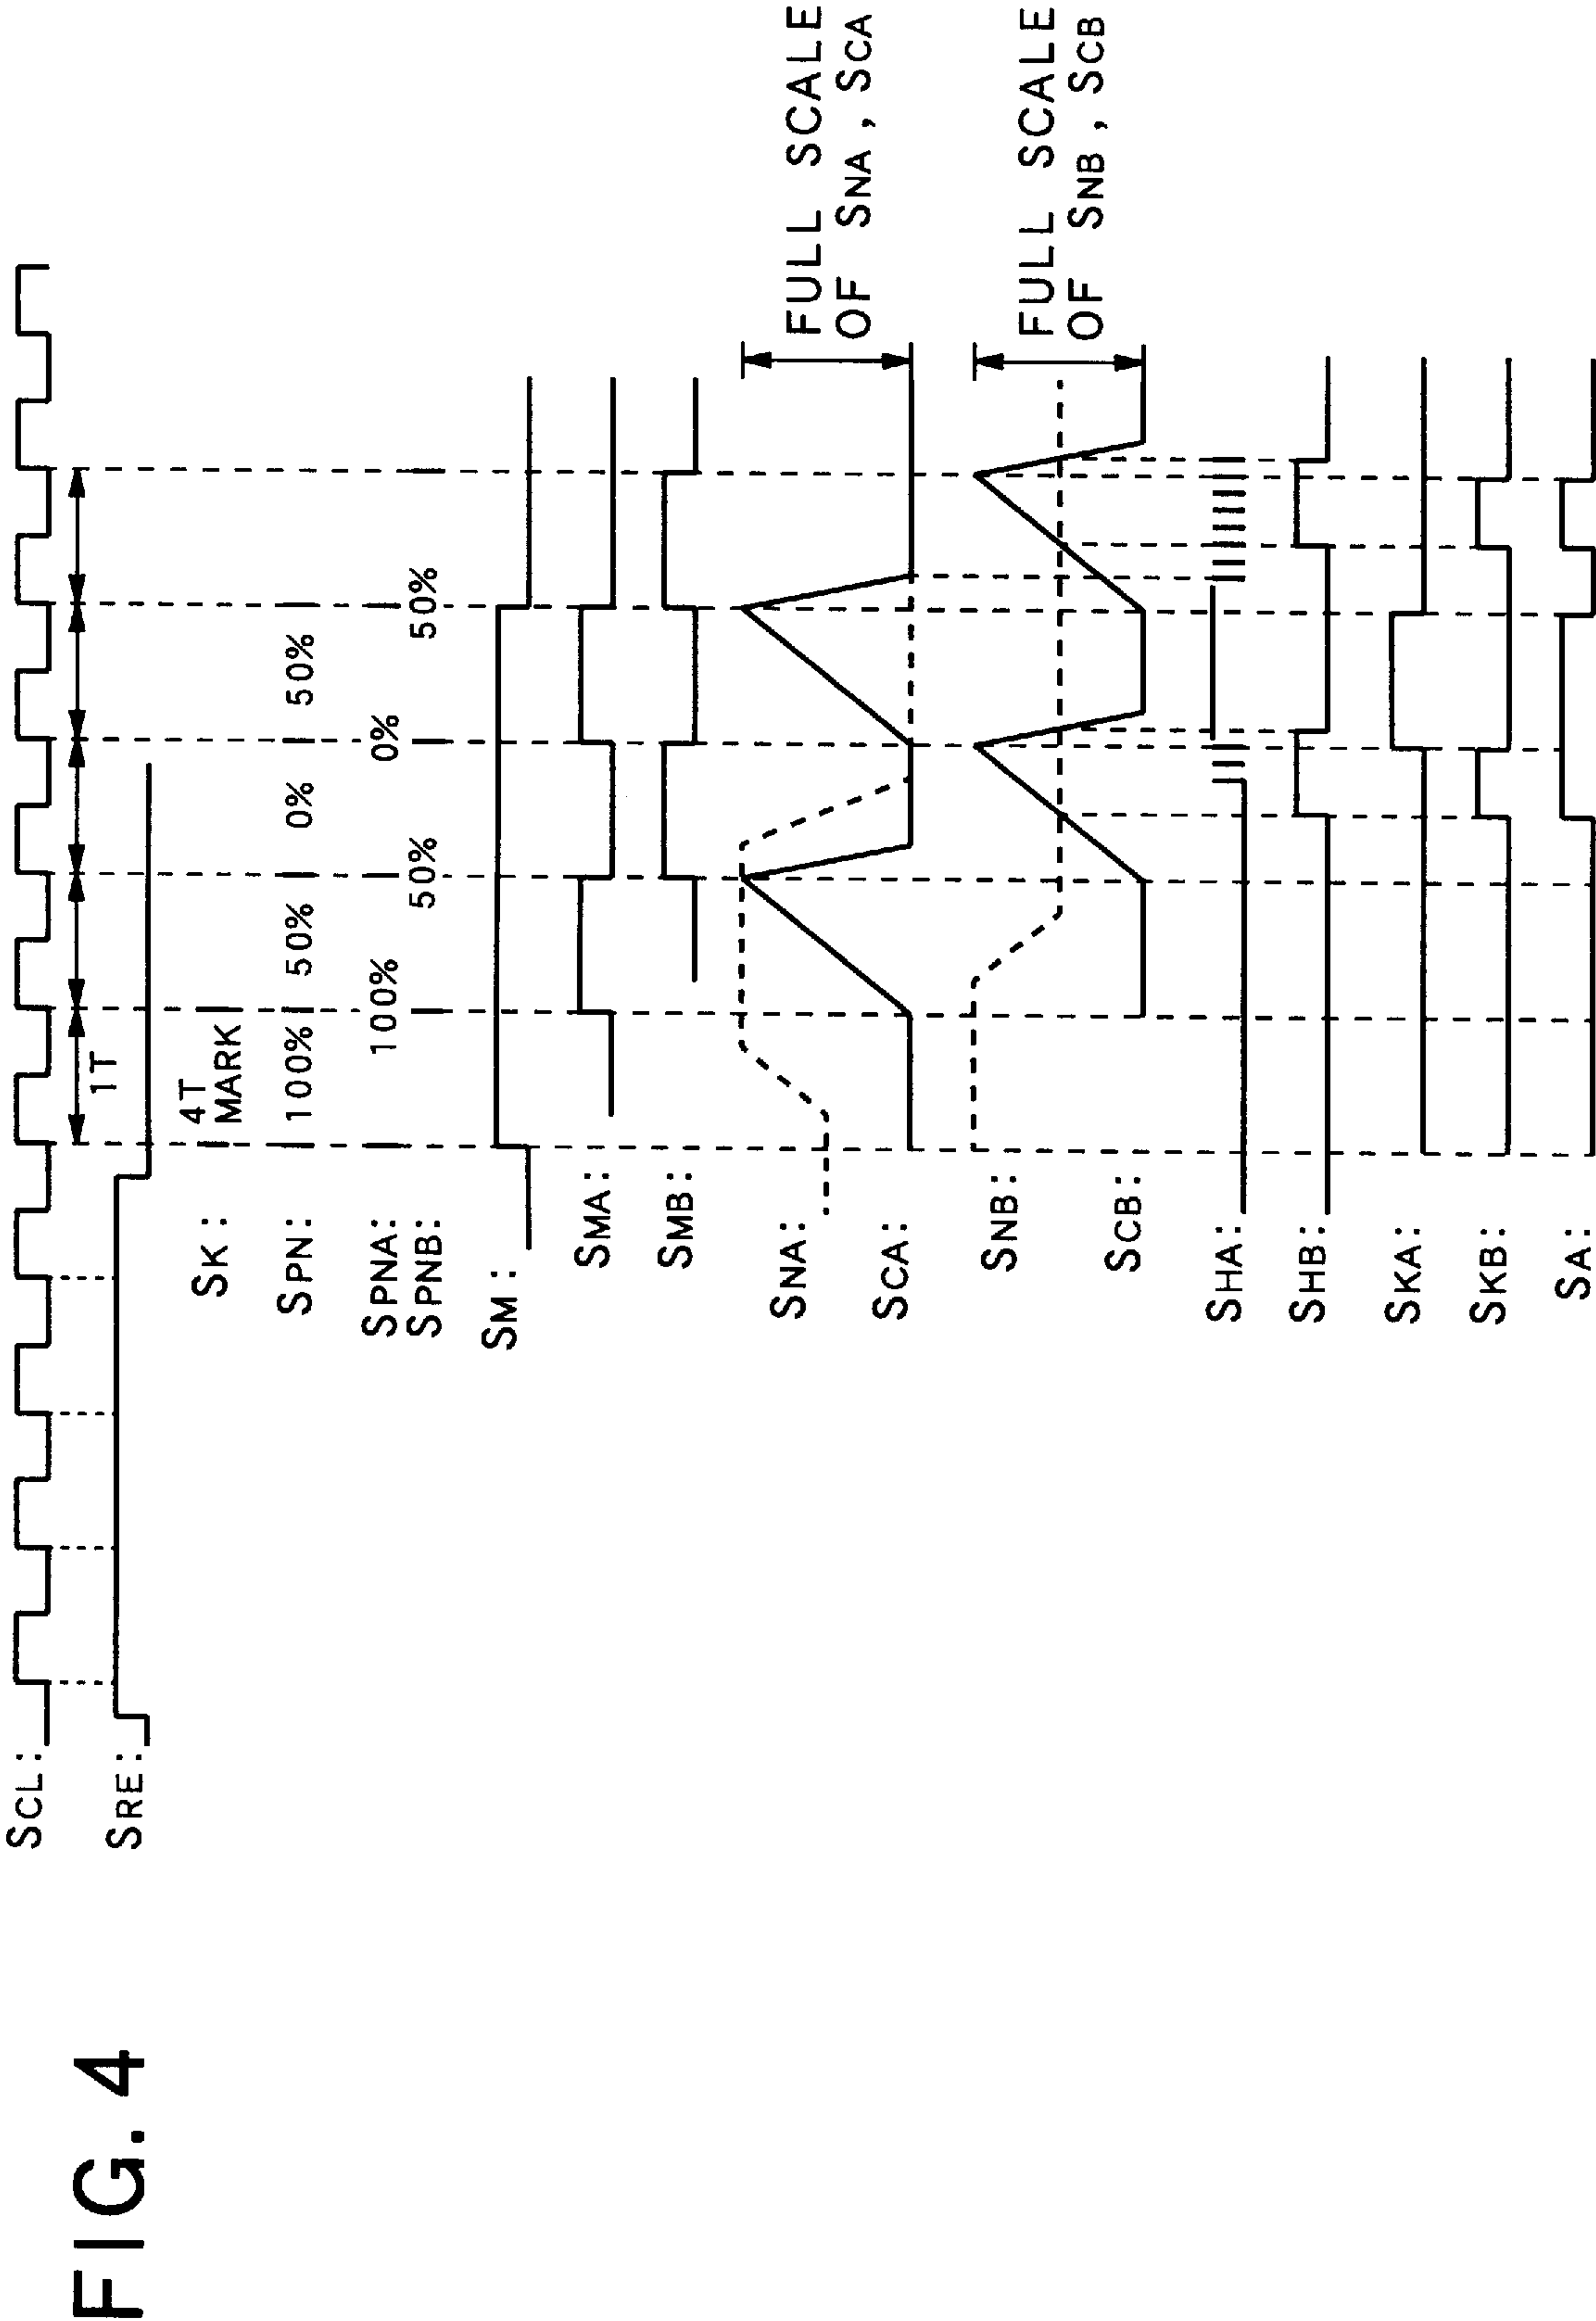 FIG. 4
SCL:
SRE:
1T
SK:
4T
MARK
SPN:
100% 50% 0% 50%
SPNA:
100% 0%
SPNB:
50% 50%
SM:
SMA:
SMB:
SNA:
SCA:
FULL SCALE
OF SNA, SCA
SNB:
SCB:
FULL SCALE
OF SNB, SCB
SHA:
SHB:
SKA:
SKB:
SA: